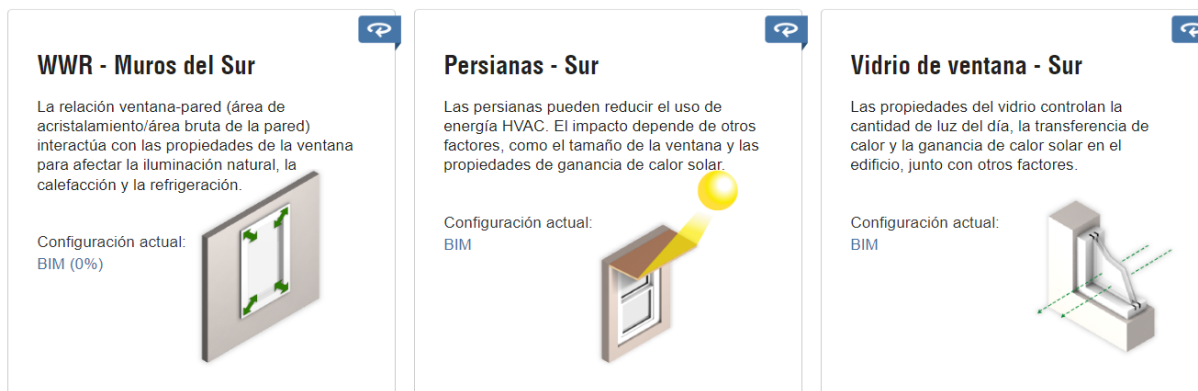 WWR - Muros del Sur
La relación ventana-pared (área de
acristalamiento/área bruta de la pared)
interactúa con las propiedades de la ventana
para afectar la iluminación natural, la
calefacción y la refrigeración.
Configuración actual:
BIM (0%)
Persianas - Sur
Las persianas pueden reducir el uso de
energía HVAC. El impacto depende de otros
factores, como el tamaño de la ventana y las
propiedades de ganancia de calor solar.
Configuración actual:
BIM
Vidrio de ventana - Sur
Las propiedades del vidrio controlan la
cantidad de luz del día, la transferencia de
calor y la ganancia de calor solar en el
edificio, junto con otros factores.
Configuración actual:
BIM